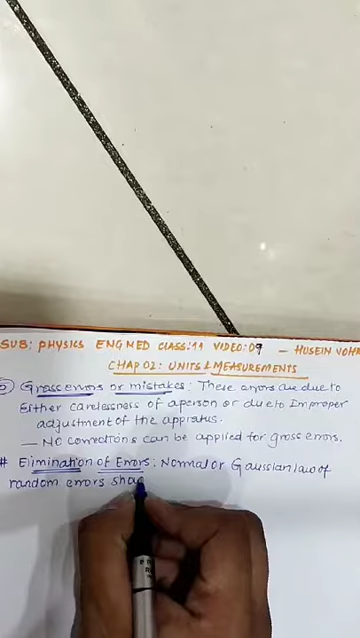 SUB: PHYSICS ENG MED CLASS:11 VIDEO:09 - HUSEIN VOHR
CHAP 02: UNITS & MEASUREMENTS
5) Gross errors or mistakes: These errors are due to
Either carelessness of a person or due to Improper
adjustment of the appratus.
- No corrections can be applied for gross errors.
# Elimination of Errors: Normal or Gaussian law of
random errors sho